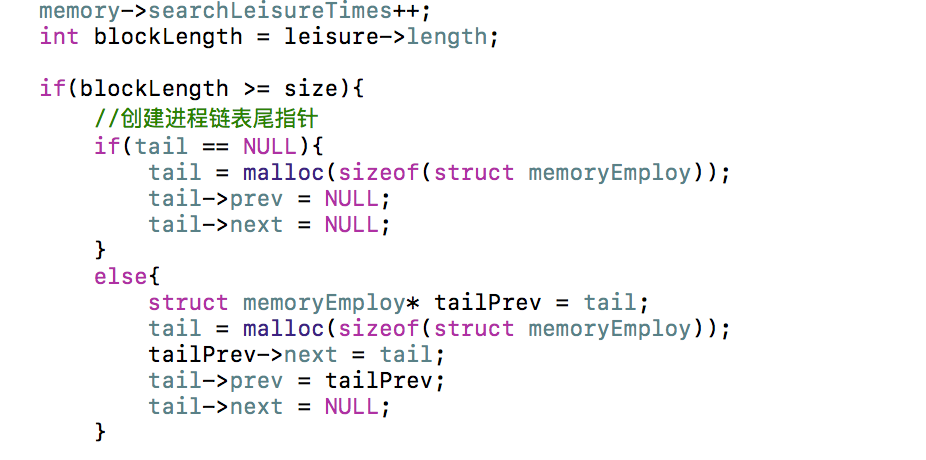 memory->searchLeisureTimes++;
int blockLength = leisure->length;
if(blockLength >= size){
//创建进程链表尾指针
if(tail == NULL){
tail = malloc(sizeof(struct memoryEmploy));
tail->prev = NULL;
tail->next = NULL;
}
else{
struct memoryEmploy* tailPrev = tail;
tail = malloc(sizeof(struct memoryEmploy));
tailPrev->next = tail;
tail->prev = tailPrev;
tail->next = NULL;
}